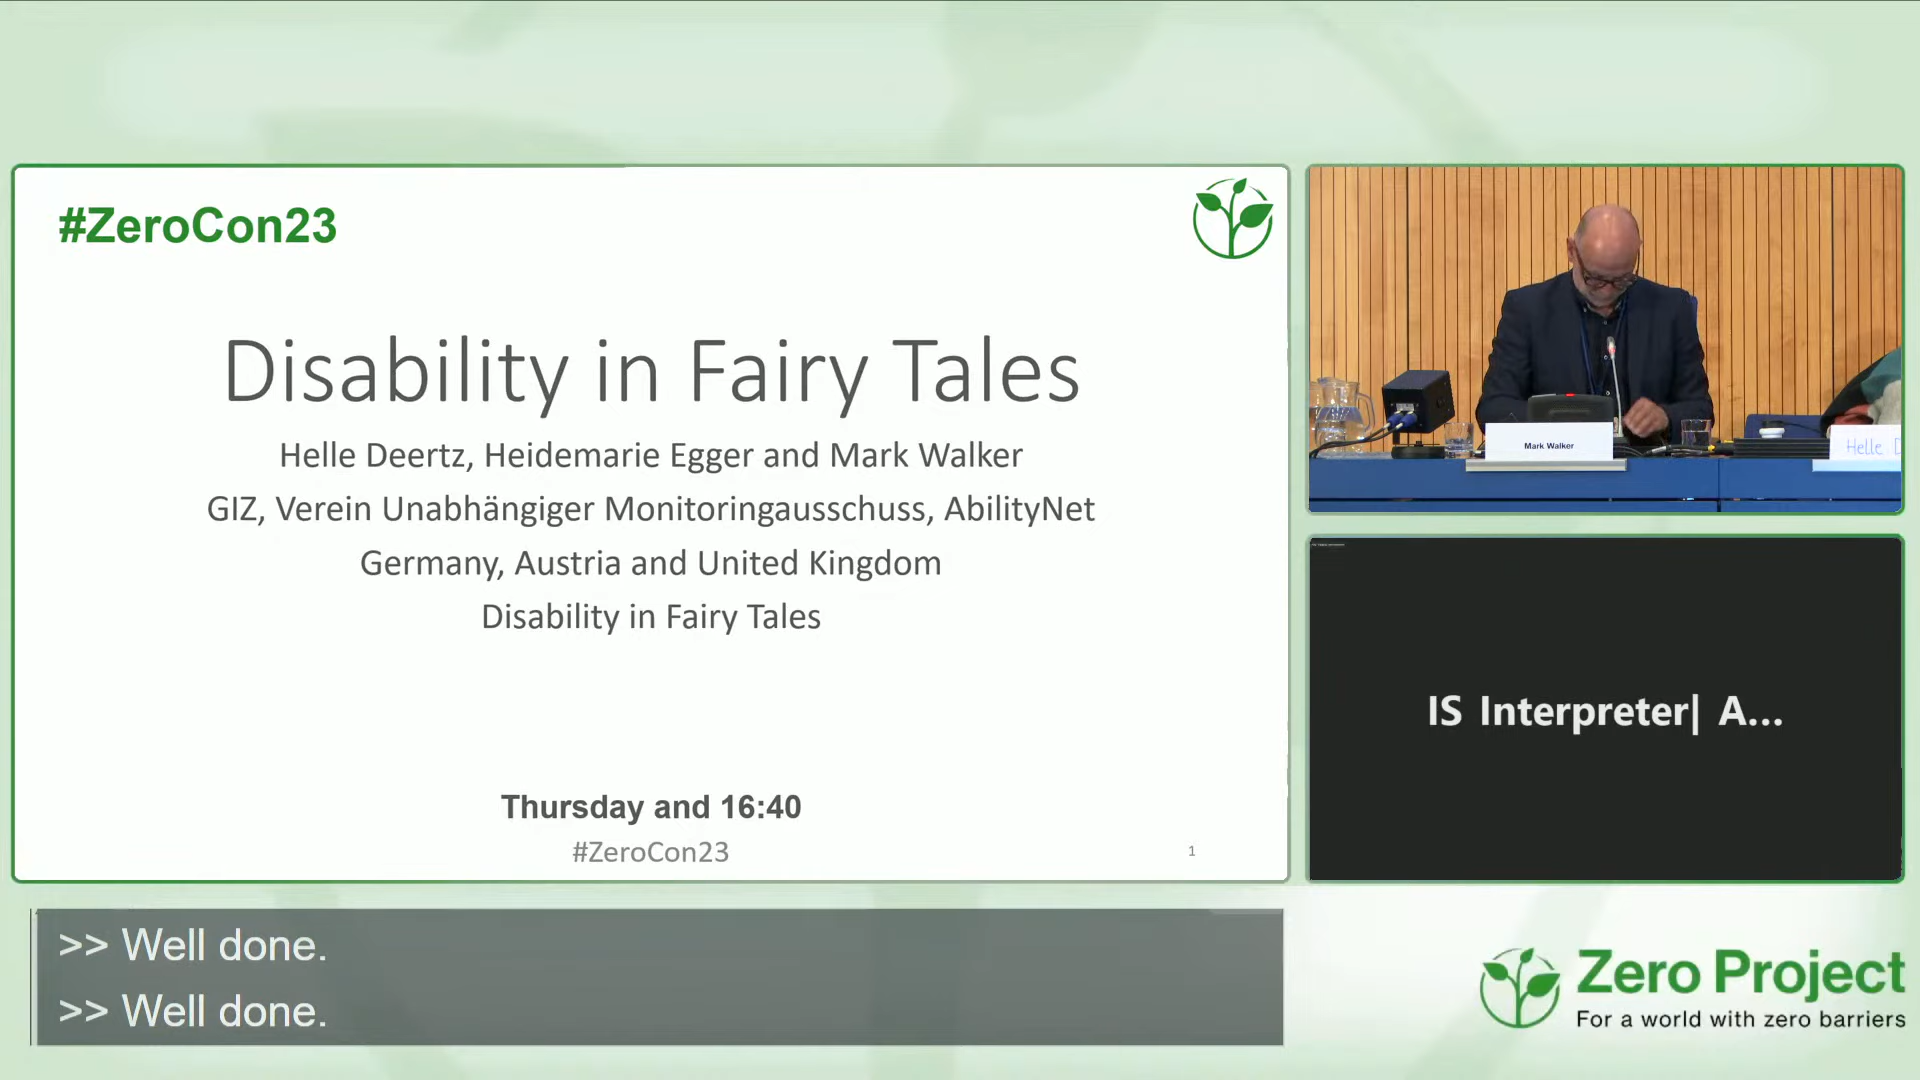 #ZeroCon23
Disability in Fairy Tales
Helle Deertz, Heidemarie Egger and Mark Walker
GIZ, Verein Unabhängiger Monitoringausschuss, AbilityNet
Germany, Austria and United Kingdom
Disability in Fairy Tales
Thursday and 16:40
#ZeroCon23
1
Mark Walker
Helle D
IS Interpreter| A...
>> Well done.
>> Well done.
Zero Project
For a world with zero barriers